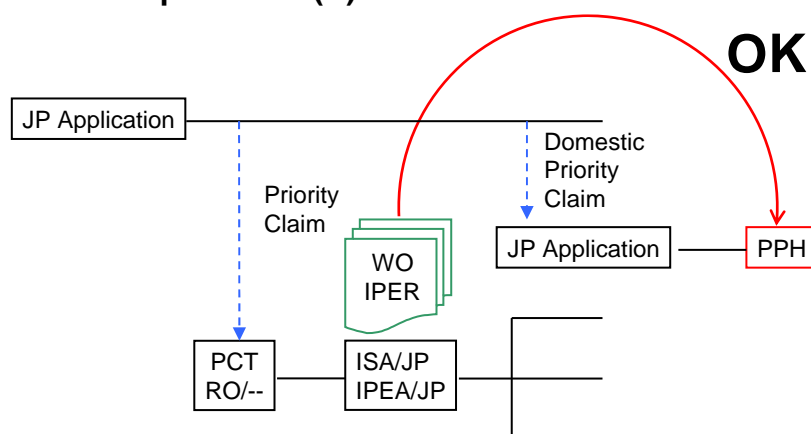 OK
JP Application
Domestic
Priority
Claim
Priority
Claim
JP Application
PPH
WO
IPER
PCT
RO/--
ISA/JP
IPEA/JP